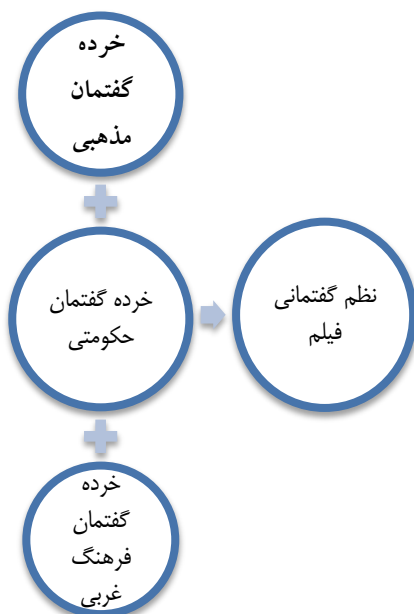 خرده
گفتمان
مذهبی
خرده گفتمان
حکومتی
نظم گفتمانی
فیلم
خرده
گفتمان
فرهنگ
غربی